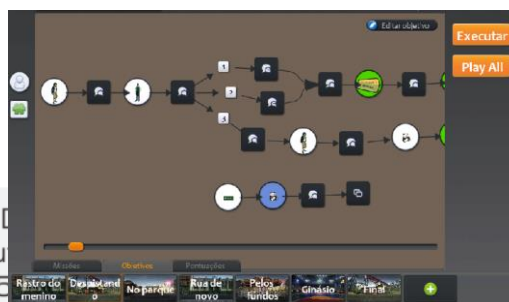 Editar objetivo
Executar
Play All
1
2
3
Missões
Objetivos
Pontuações
Rastro do menino
Despistando
No parque
Rua de novo
Pelos fundos
Ginásio
Final